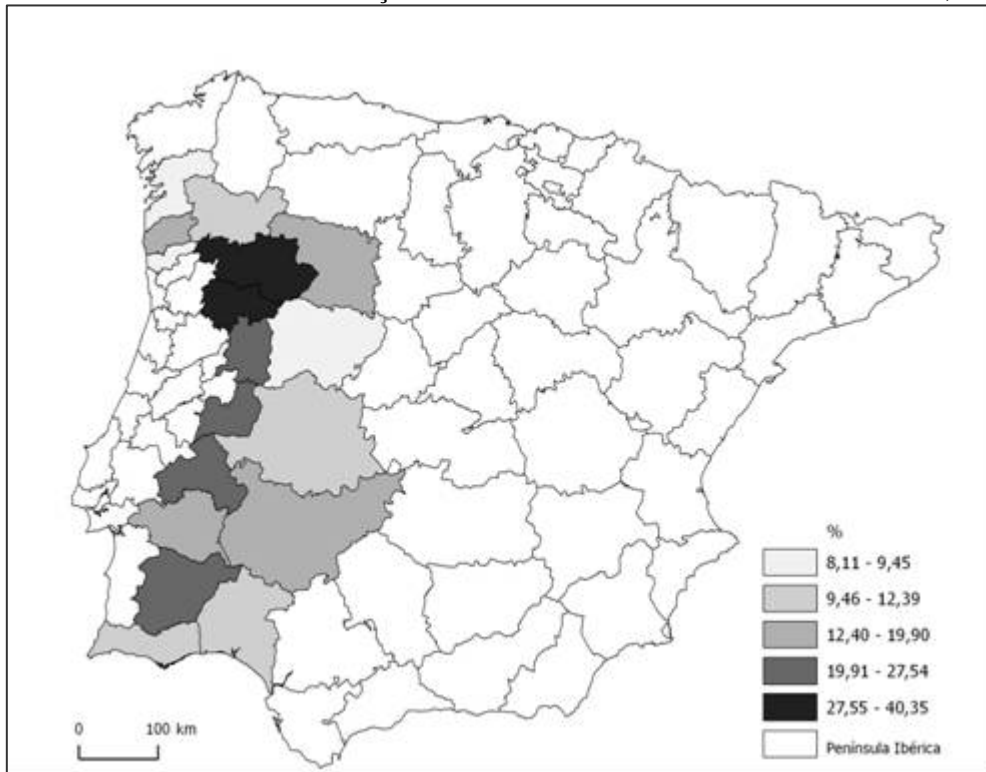 %
8,11 - 9,45
9,46 - 12,39
12,40 - 19,90
19,91 - 27,54
27,55 - 40,35
Península Ibérica
0 100 km